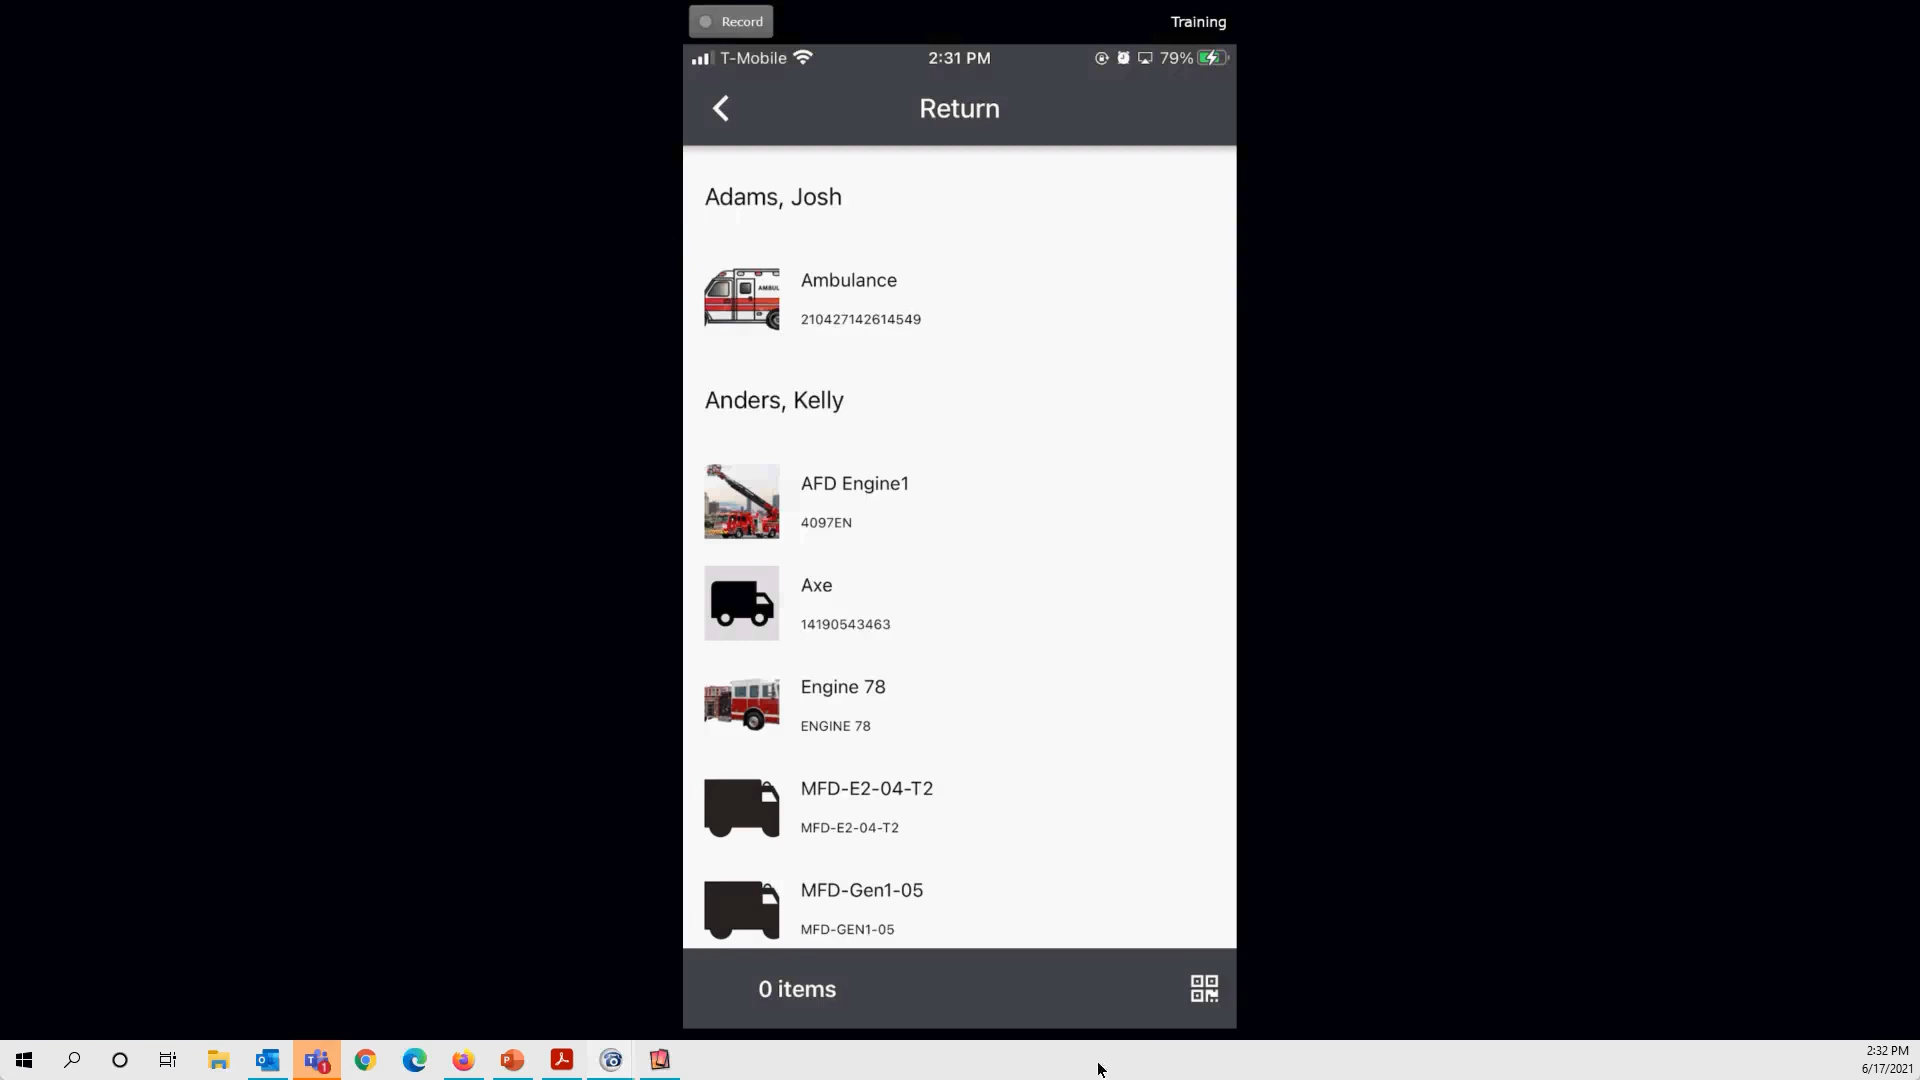 Record
Training
T-Mobile
2:31 PM
79%
Return
Adams, Josh
AMBUL
Ambulance
210427142614549
Anders, Kelly
AFD Engine1
4097EN
Axe
14190543463
Engine 78
ENGINE 78
MFD-E2-04-T2
MFD-E2-04-T2
MFD-Gen1-05
MFD-GEN1-05
0 items
1
2:32 PM
6/17/2021